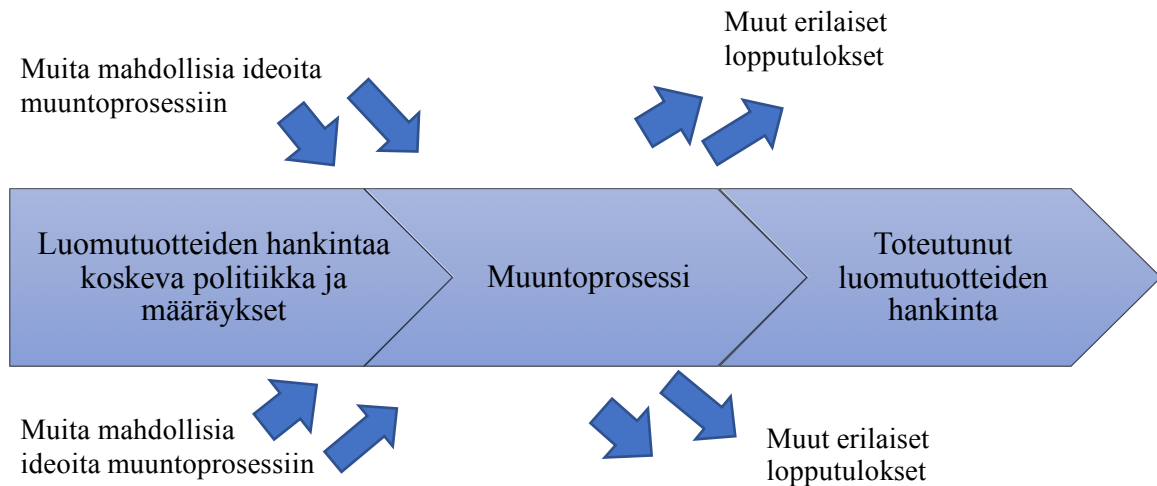 Muut erilaiset
lopputulokset
Muita mahdollisia ideoita
muuntoprosessiin
Luomutuotteiden hankintaa
koskeva politiikka ja
määräykset
Muuntoprosessi
Toteutunut
luomutuotteiden
hankinta
Muita mahdollisia
ideoita muuntoprosessiin
Muut erilaiset
lopputulokset